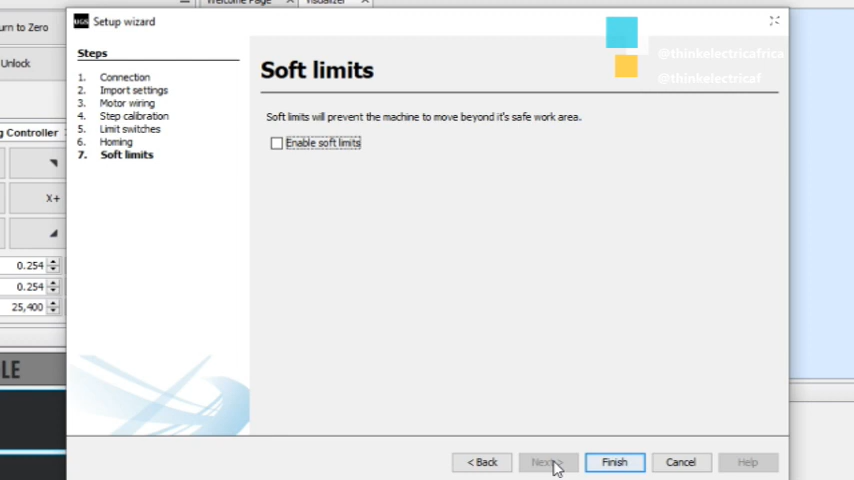 Welcome Page
Visualizer
UGS Setup wizard
urn to Zero
Unlock
g Controller
X+
0.254
0.254
25,400
LE
Steps
1. Connection
2. Import settings
3. Motor wiring
4. Step calibration
5. Limit switches
6. Homing
7. Soft limits
Soft limits
Soft limits will prevent the machine to move beyond it's safe work area.
Enable soft limits
@thinkelectricafrica
@thinkelectricaf
< Back
Next >
Finish
Cancel
Help